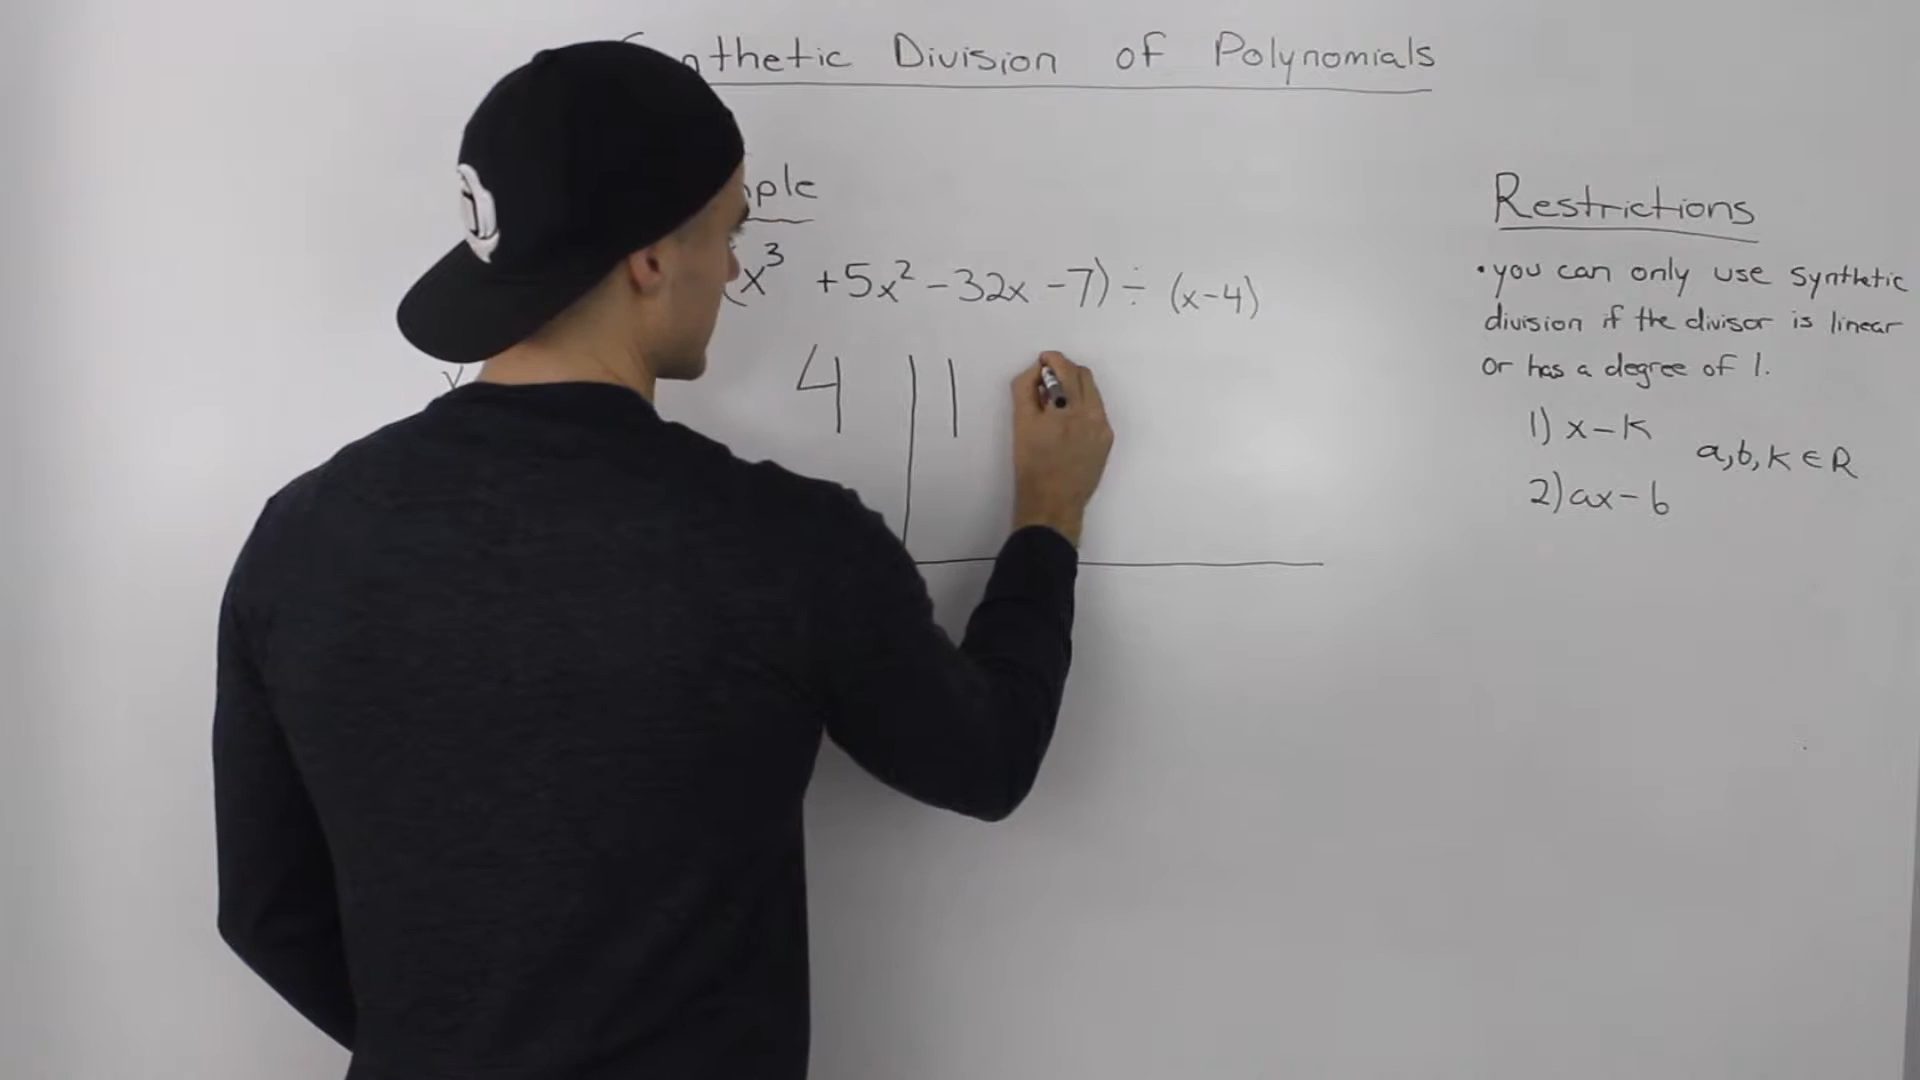 nthetic Division of Polynomials
mple
(x³ +5x² -32x -7) ÷ (x-4)
4 | 1
Restrictions
• you can only use synthetic
division if the divisor is linear
or has a degree of 1.
1) x-k
a,b,k ∈ R
2) ax-b